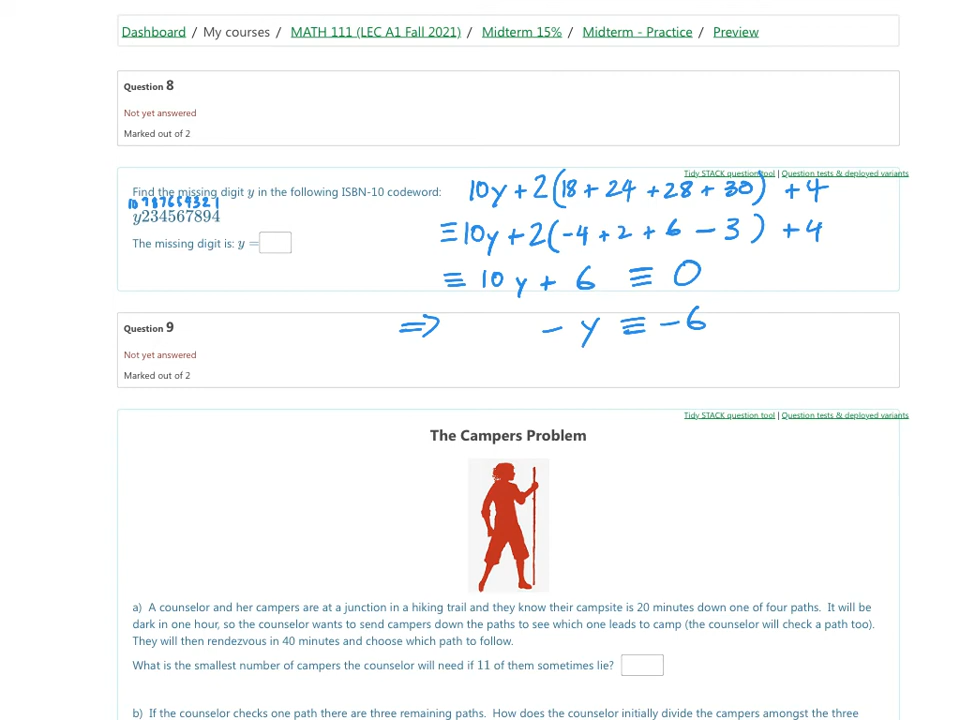 Dashboard / My courses / MATH 111 (LEC A1 Fall 2021) / Midterm 15% / Midterm - Practice / Preview
Question 8
Not yet answered
Marked out of 2
Tidy STACK question tool | Question tests & deployed variants
Find the missing digit y in the following ISBN-10 codeword:
10 9 8 7 6 5 4 3 2 1
y234567894
The missing digit is: y =
10y + 2(18 + 24 + 28 + 30) + 4
≡ 10y + 2(-4 + 2 + 6 - 3) + 4
≡ 10y + 6 ≡ 0
⇒ - y ≡ - 6
Question 9
Not yet answered
Marked out of 2
Tidy STACK question tool | Question tests & deployed variants
The Campers Problem
a) A counselor and her campers are at a junction in a hiking trail and they know their campsite is 20 minutes down one of four paths. It will be
dark in one hour, so the counselor wants to send campers down the paths to see which one leads to camp (the counselor will check a path too).
They will then rendezvous in 40 minutes and choose which path to follow.
What is the smallest number of campers the counselor will need if 11 of them sometimes lie?
b) If the counselor checks one path there are three remaining paths. How does the counselor initially divide the campers amongst the three